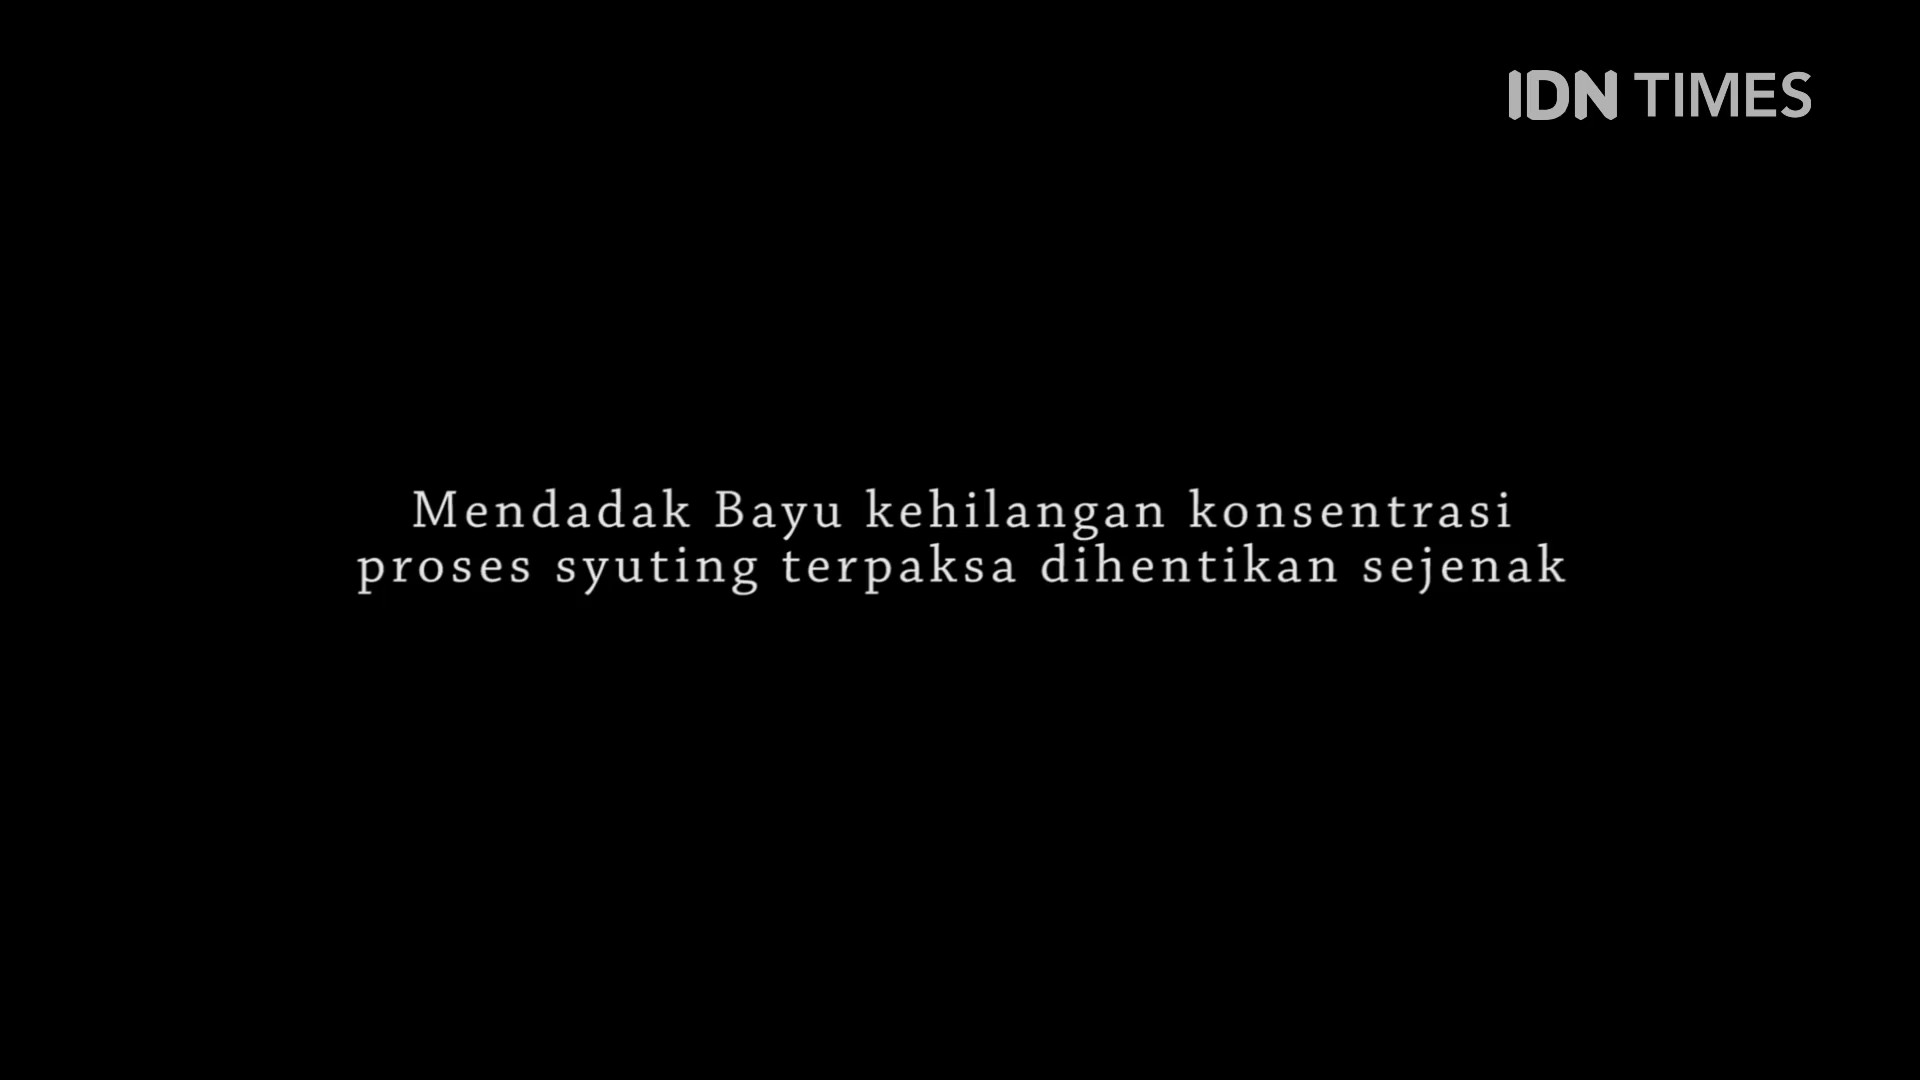 IDN TIMES
Mendadak Bayu kehilangan konsentrasi
proses syuting terpaksa dihentikan sejenak